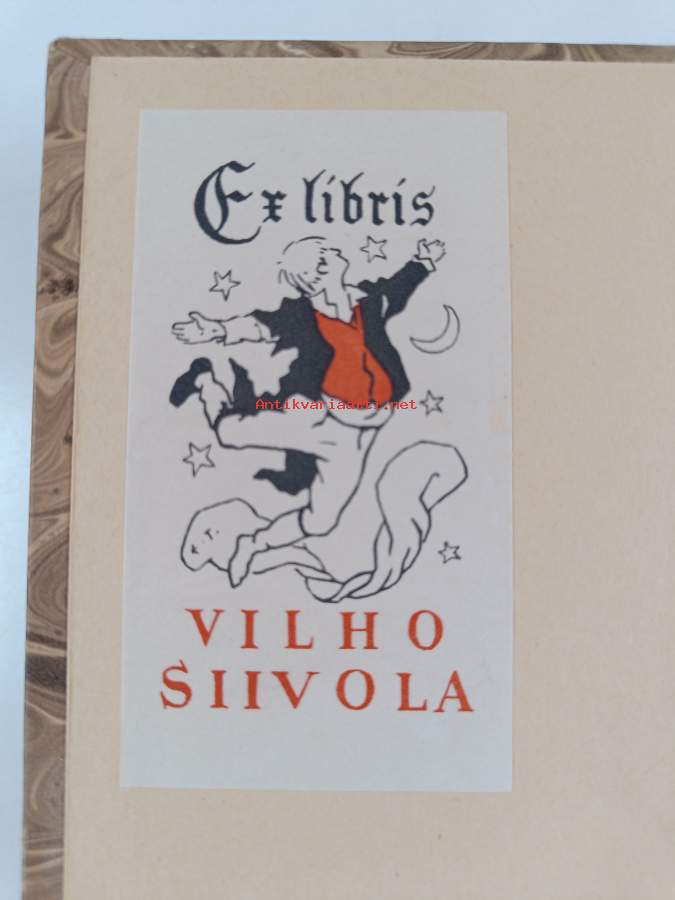 Ex libris
Antikvariaatti.net
VILHO
SIIVOLA